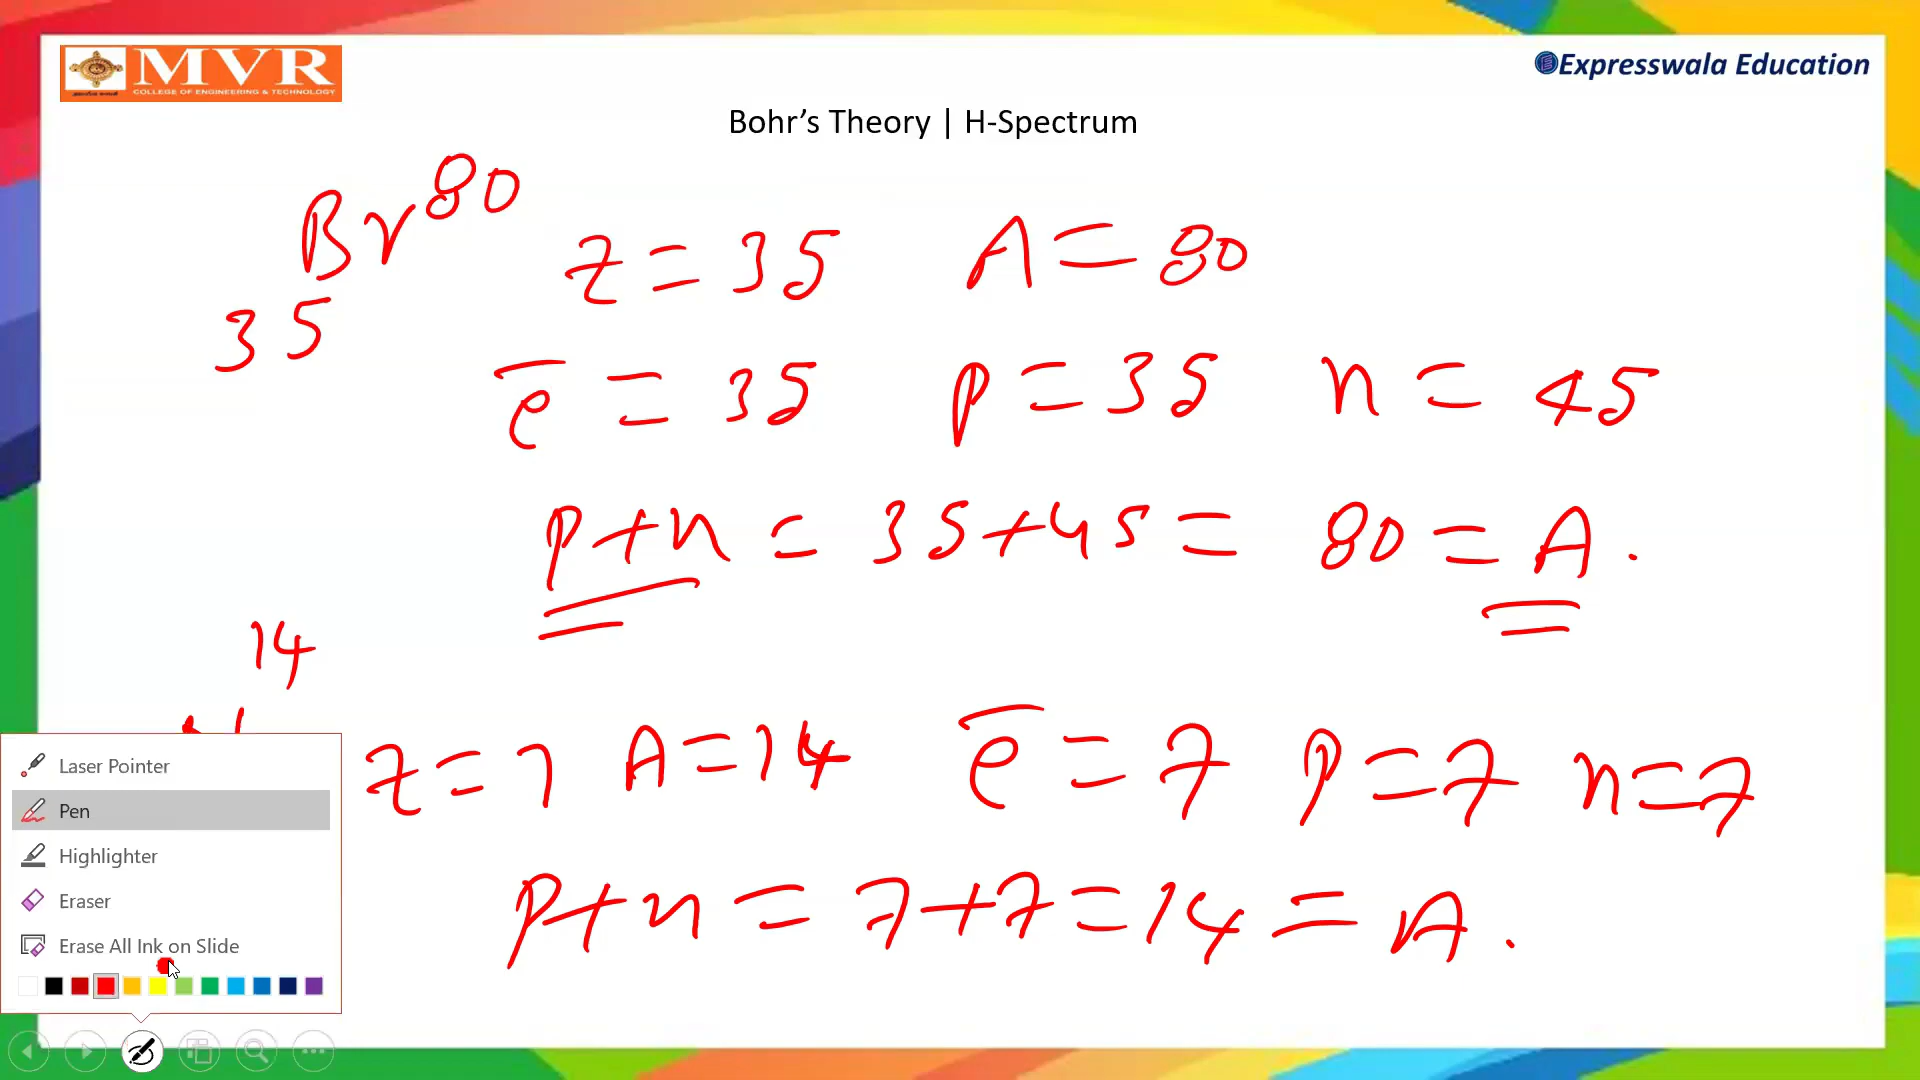 MVR
COLLEGE OF ENGINEERING & TECHNOLOGY
Expresswala Education
Bohr's Theory | H-Spectrum
Br 80
35
z = 35 A = 80
e̅ = 35 p = 35 n = 45
p+n = 35+45 = 80 = A.
14
z = 7 A = 14 e̅ = 7 p = 7 n = 7
p+n = 7+7 = 14 = A.
Laser Pointer
Pen
Highlighter
Eraser
Erase All Ink on Slide